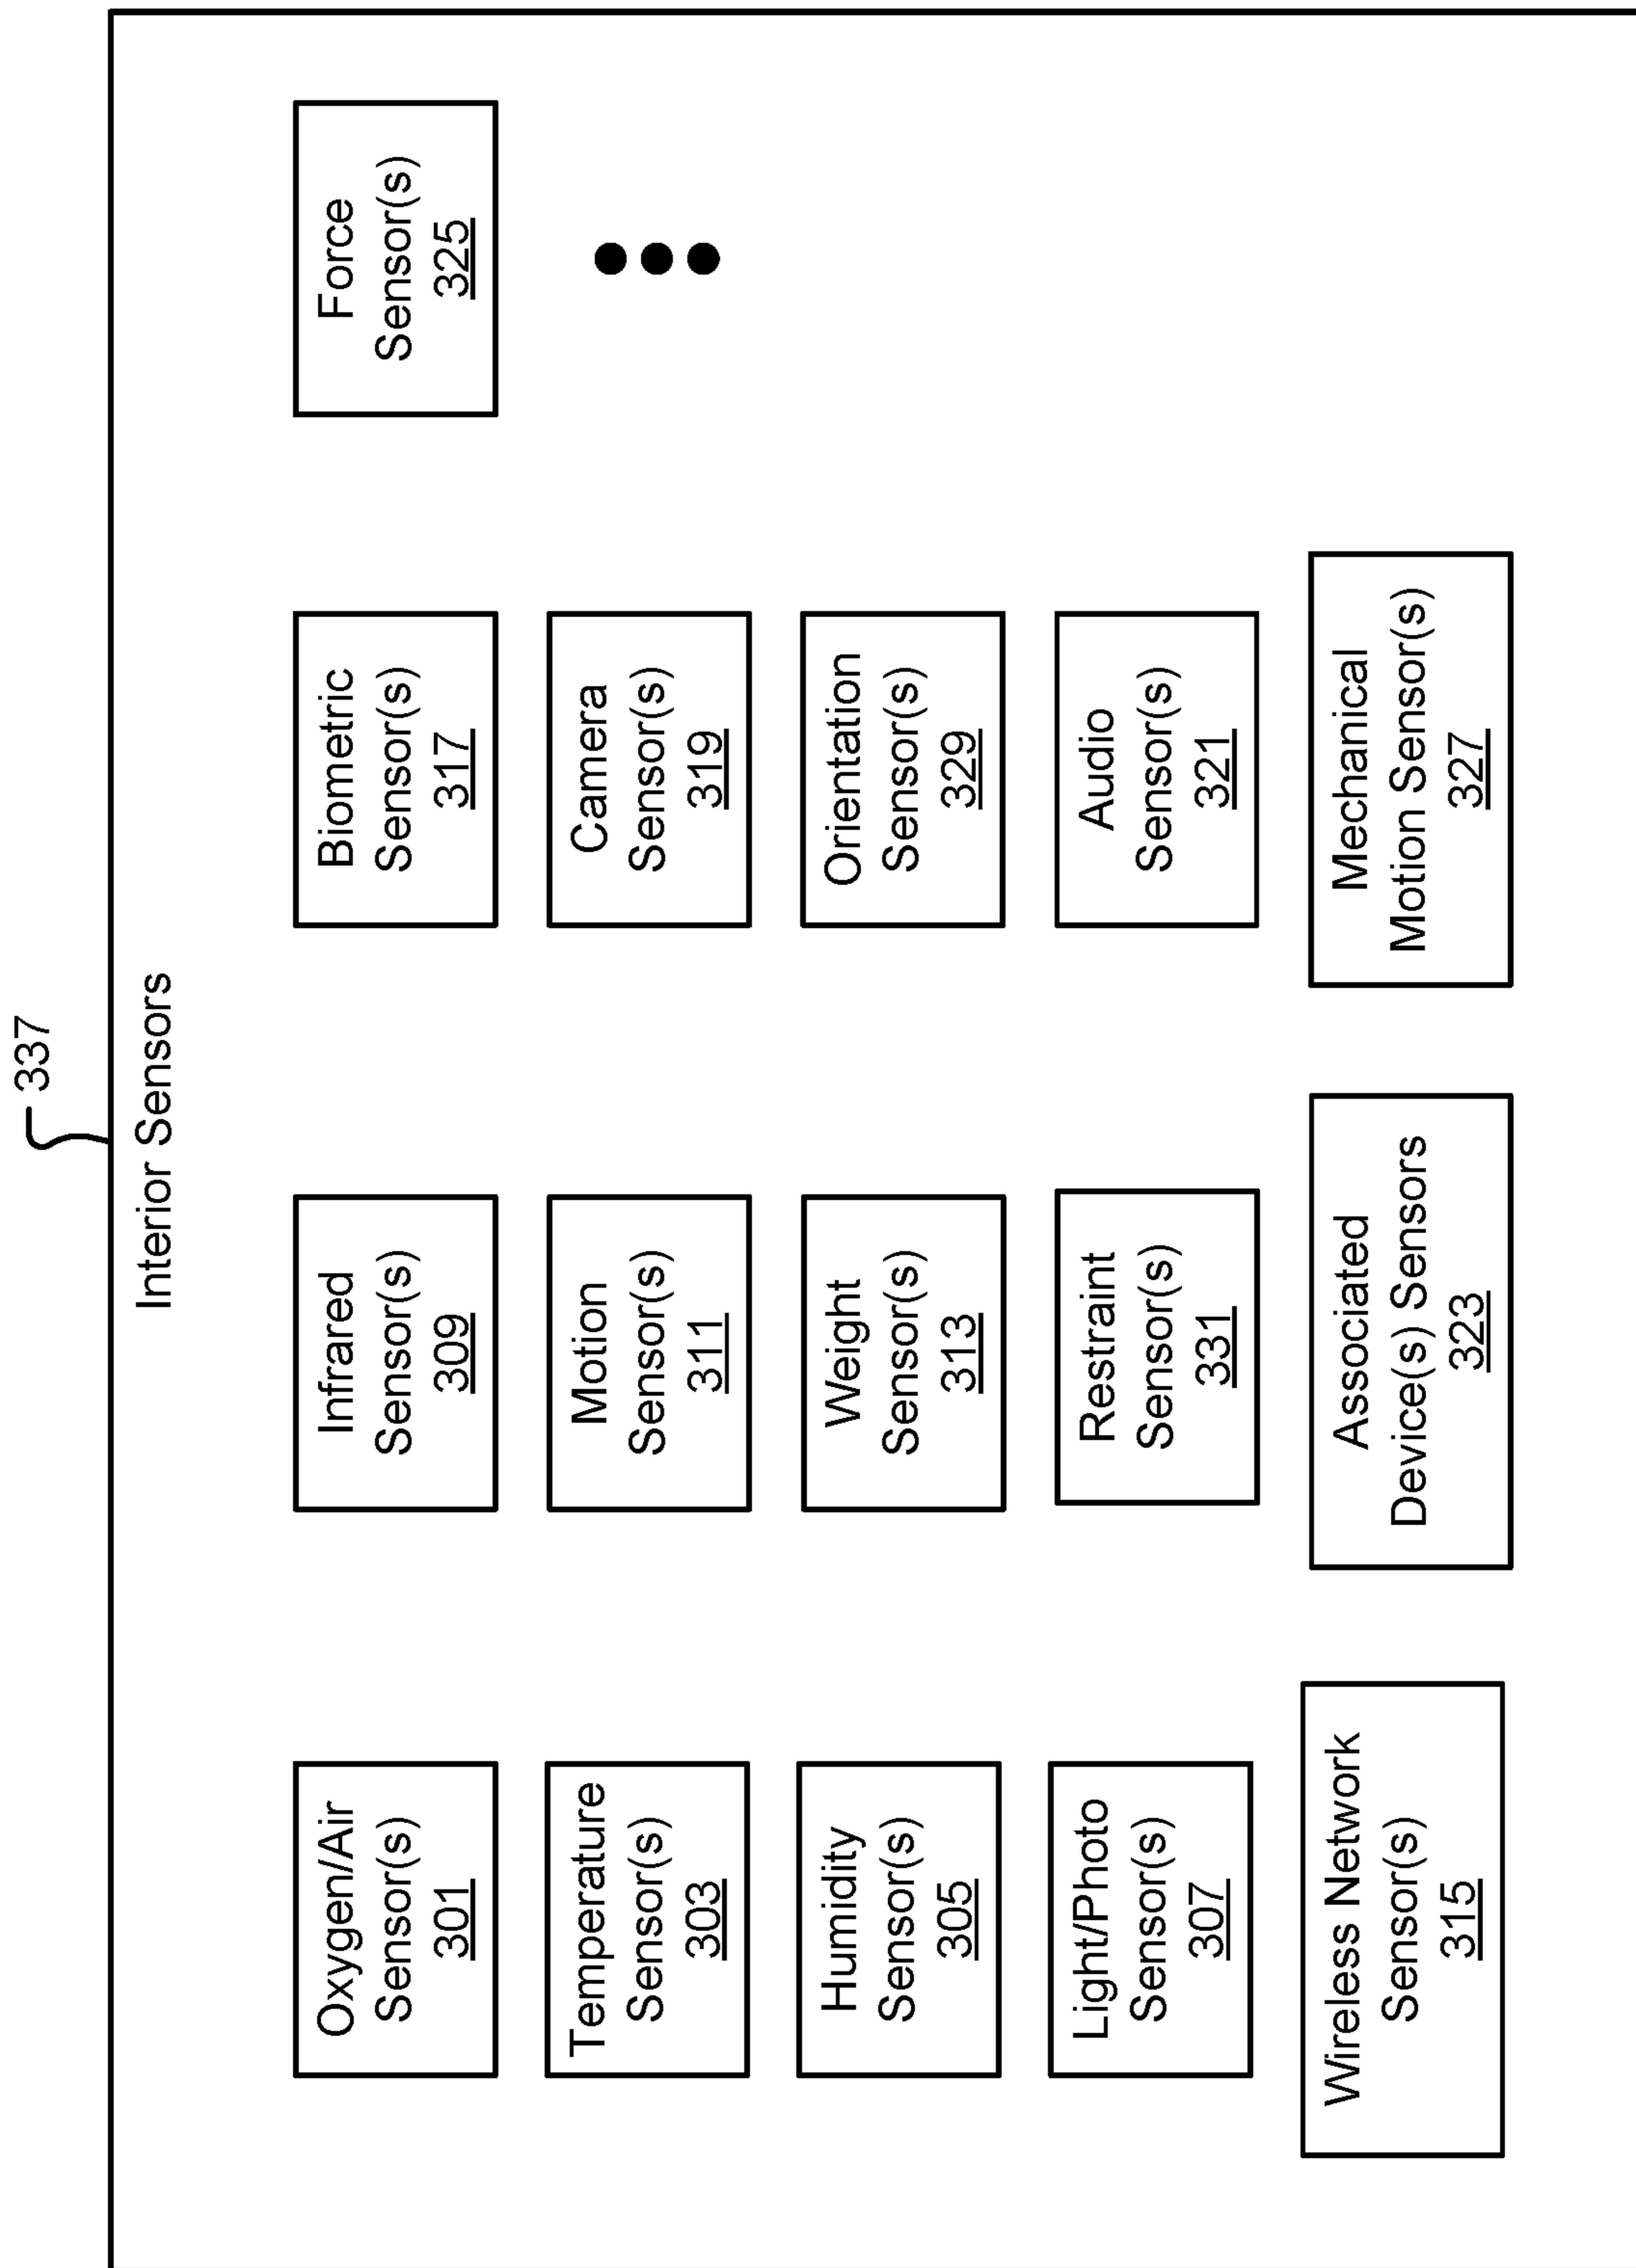 337
Interior Sensors
Oxygen/Air
Sensor(s)
301
Temperature
Sensor(s)
303
Humidity
Sensor(s)
305
Light/Photo
Sensor(s)
307
Wireless Network
Sensor(s)
315
Infrared
Sensor(s)
309
Motion
Sensor(s)
311
Weight
Sensor(s)
313
Restraint
Sensor(s)
331
Associated
Device(s) Sensors
323
Biometric
Sensor(s)
317
Camera
Sensor(s)
319
Orientation
Sensor(s)
329
Audio
Sensor(s)
321
Mechanical
Motion Sensor(s)
327
Force
Sensor(s)
325